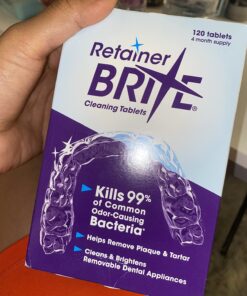 120 tablets
4 month supply
Retainer
BRITE®
Cleaning Tablets
Kills 99%
of Common
Odor-Causing
Bacteria*
Helps Remove Plaque & Tartar
Cleans & Brightens
Removable Dental Appliances